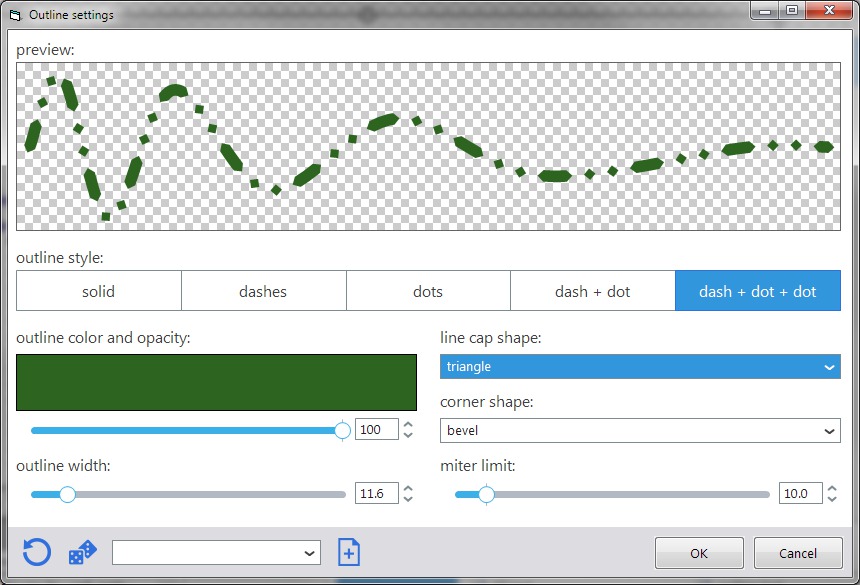 Outline settings
preview:
outline style:
solid dashes dots dash + dot dash + dot + dot
outline color and opacity: line cap shape:
triangle
corner shape:
100 bevel
outline width: miter limit:
11.6 10.0
OK Cancel